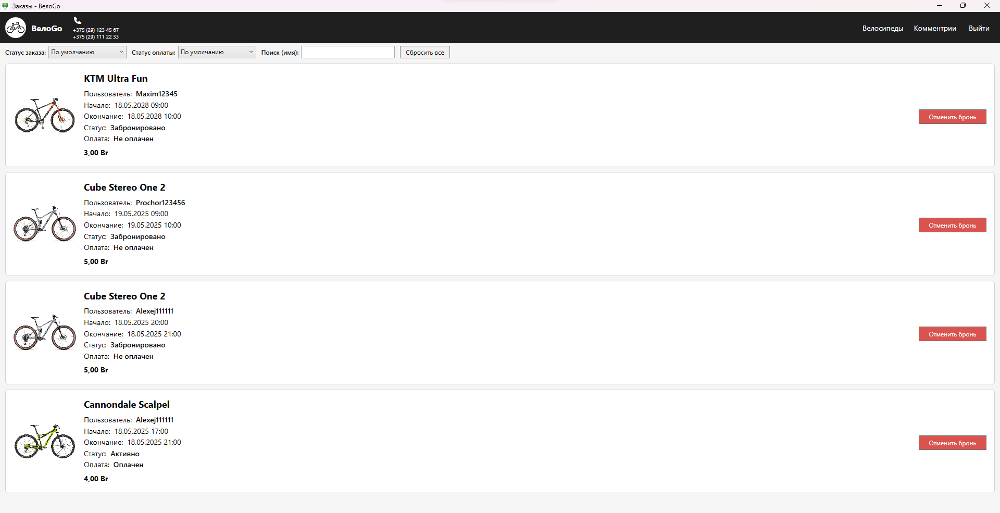 Заказы - ВелоGo
ВелоGo
+375 (29) 123 45 67
+375 (29) 111 22 33
Велосипеды Комментрии Выйти
Статус заказа: По умолчанию Статус оплаты: По умолчанию Поиск (имя): Сбросить все
KTM Ultra Fun
Пользователь: Maxim12345
Начало: 18.05.2028 09:00
Окончание: 18.05.2028 10:00
Статус: Забронировано
Оплата: Не оплачен
3,00 Br
Отменить бронь
Cube Stereo One 2
Пользователь: Prochor123456
Начало: 19.05.2025 09:00
Окончание: 19.05.2025 10:00
Статус: Забронировано
Оплата: Не оплачен
5,00 Br
Отменить бронь
Cube Stereo One 2
Пользователь: Alexej111111
Начало: 18.05.2025 20:00
Окончание: 18.05.2025 21:00
Статус: Забронировано
Оплата: Не оплачен
5,00 Br
Отменить бронь
Cannondale Scalpel
Пользователь: Alexej111111
Начало: 18.05.2025 17:00
Окончание: 18.05.2025 21:00
Статус: Активно
Оплата: Оплачен
4,00 Br
Отменить бронь